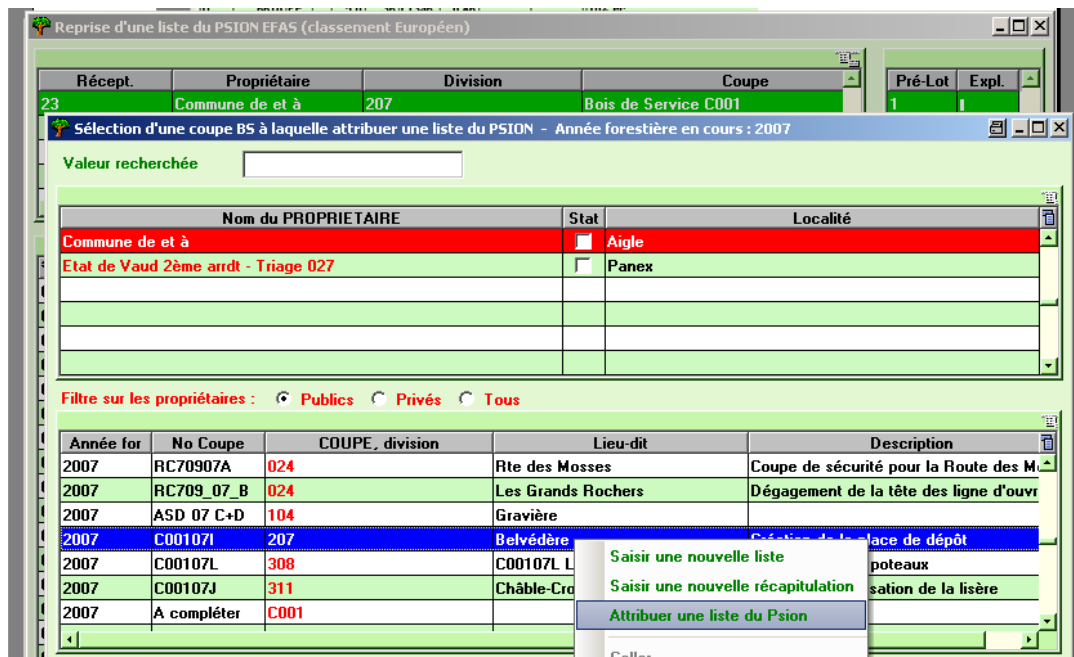 Reprise d'une liste du PSION EFAS (classement Européen)
Récept. Propriétaire Division Coupe Pré-Lot Expl.
23 Commune de et à 207 Bois de Service C001 1
Sélection d'une coupe BS à laquelle attribuer une liste du PSION - Année forestière en cours : 2007
Valeur recherchée
Nom du PROPRIETAIRE Stat Localité
Commune de et à Aigle
Etat de Vaud 2ème arrdt - Triage 027 Panex
Filtre sur les propriétaires : Publics Privés Tous
Année for No Coupe COUPE, division Lieu-dit Description
2007 RC70907A 024 Rte des Mosses Coupe de sécurité pour la Route des
2007 RC709_07_B 024 Les Grands Rochers Dégagement de la tête des ligne d'ouvr
2007 ASD 07 C+D 104 Gravière
2007 C00107I 207 Belvédère Création de la place de dépôt
2007 C00107L 308 C00107L L poteaux
2007 C00107J 311 Châble-Cro sation de la lisère
2007 A compléter C001
Saisir une nouvelle liste
Saisir une nouvelle récapitulation
Attribuer une liste du Psion